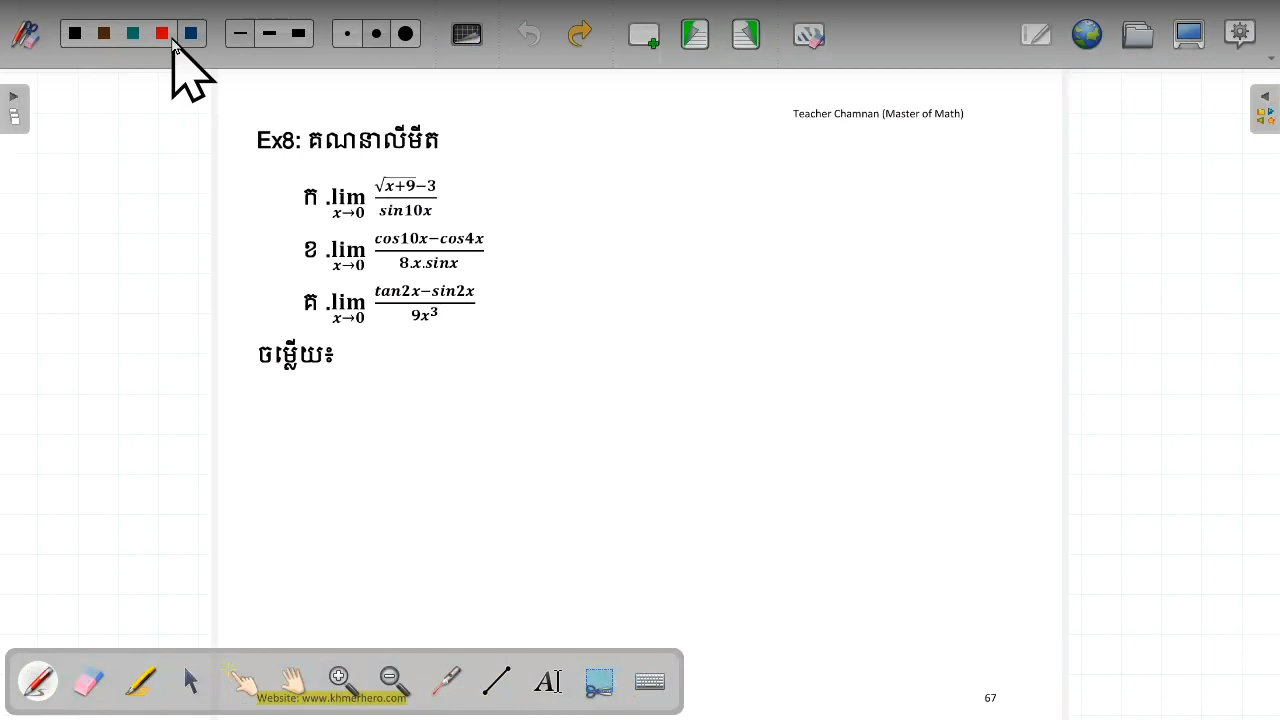 Teacher Chamnan (Master of Math)
Ex8: គណនាលីមីត
ក .lim x→0 √x+9−3 / sin10x
ខ .lim x→0 cos10x−cos4x / 8.x.sinx
គ .lim x→0 tan2x−sin2x / 9x³
ចម្លើយ៖
A
Website: www.khmerhero.com
67